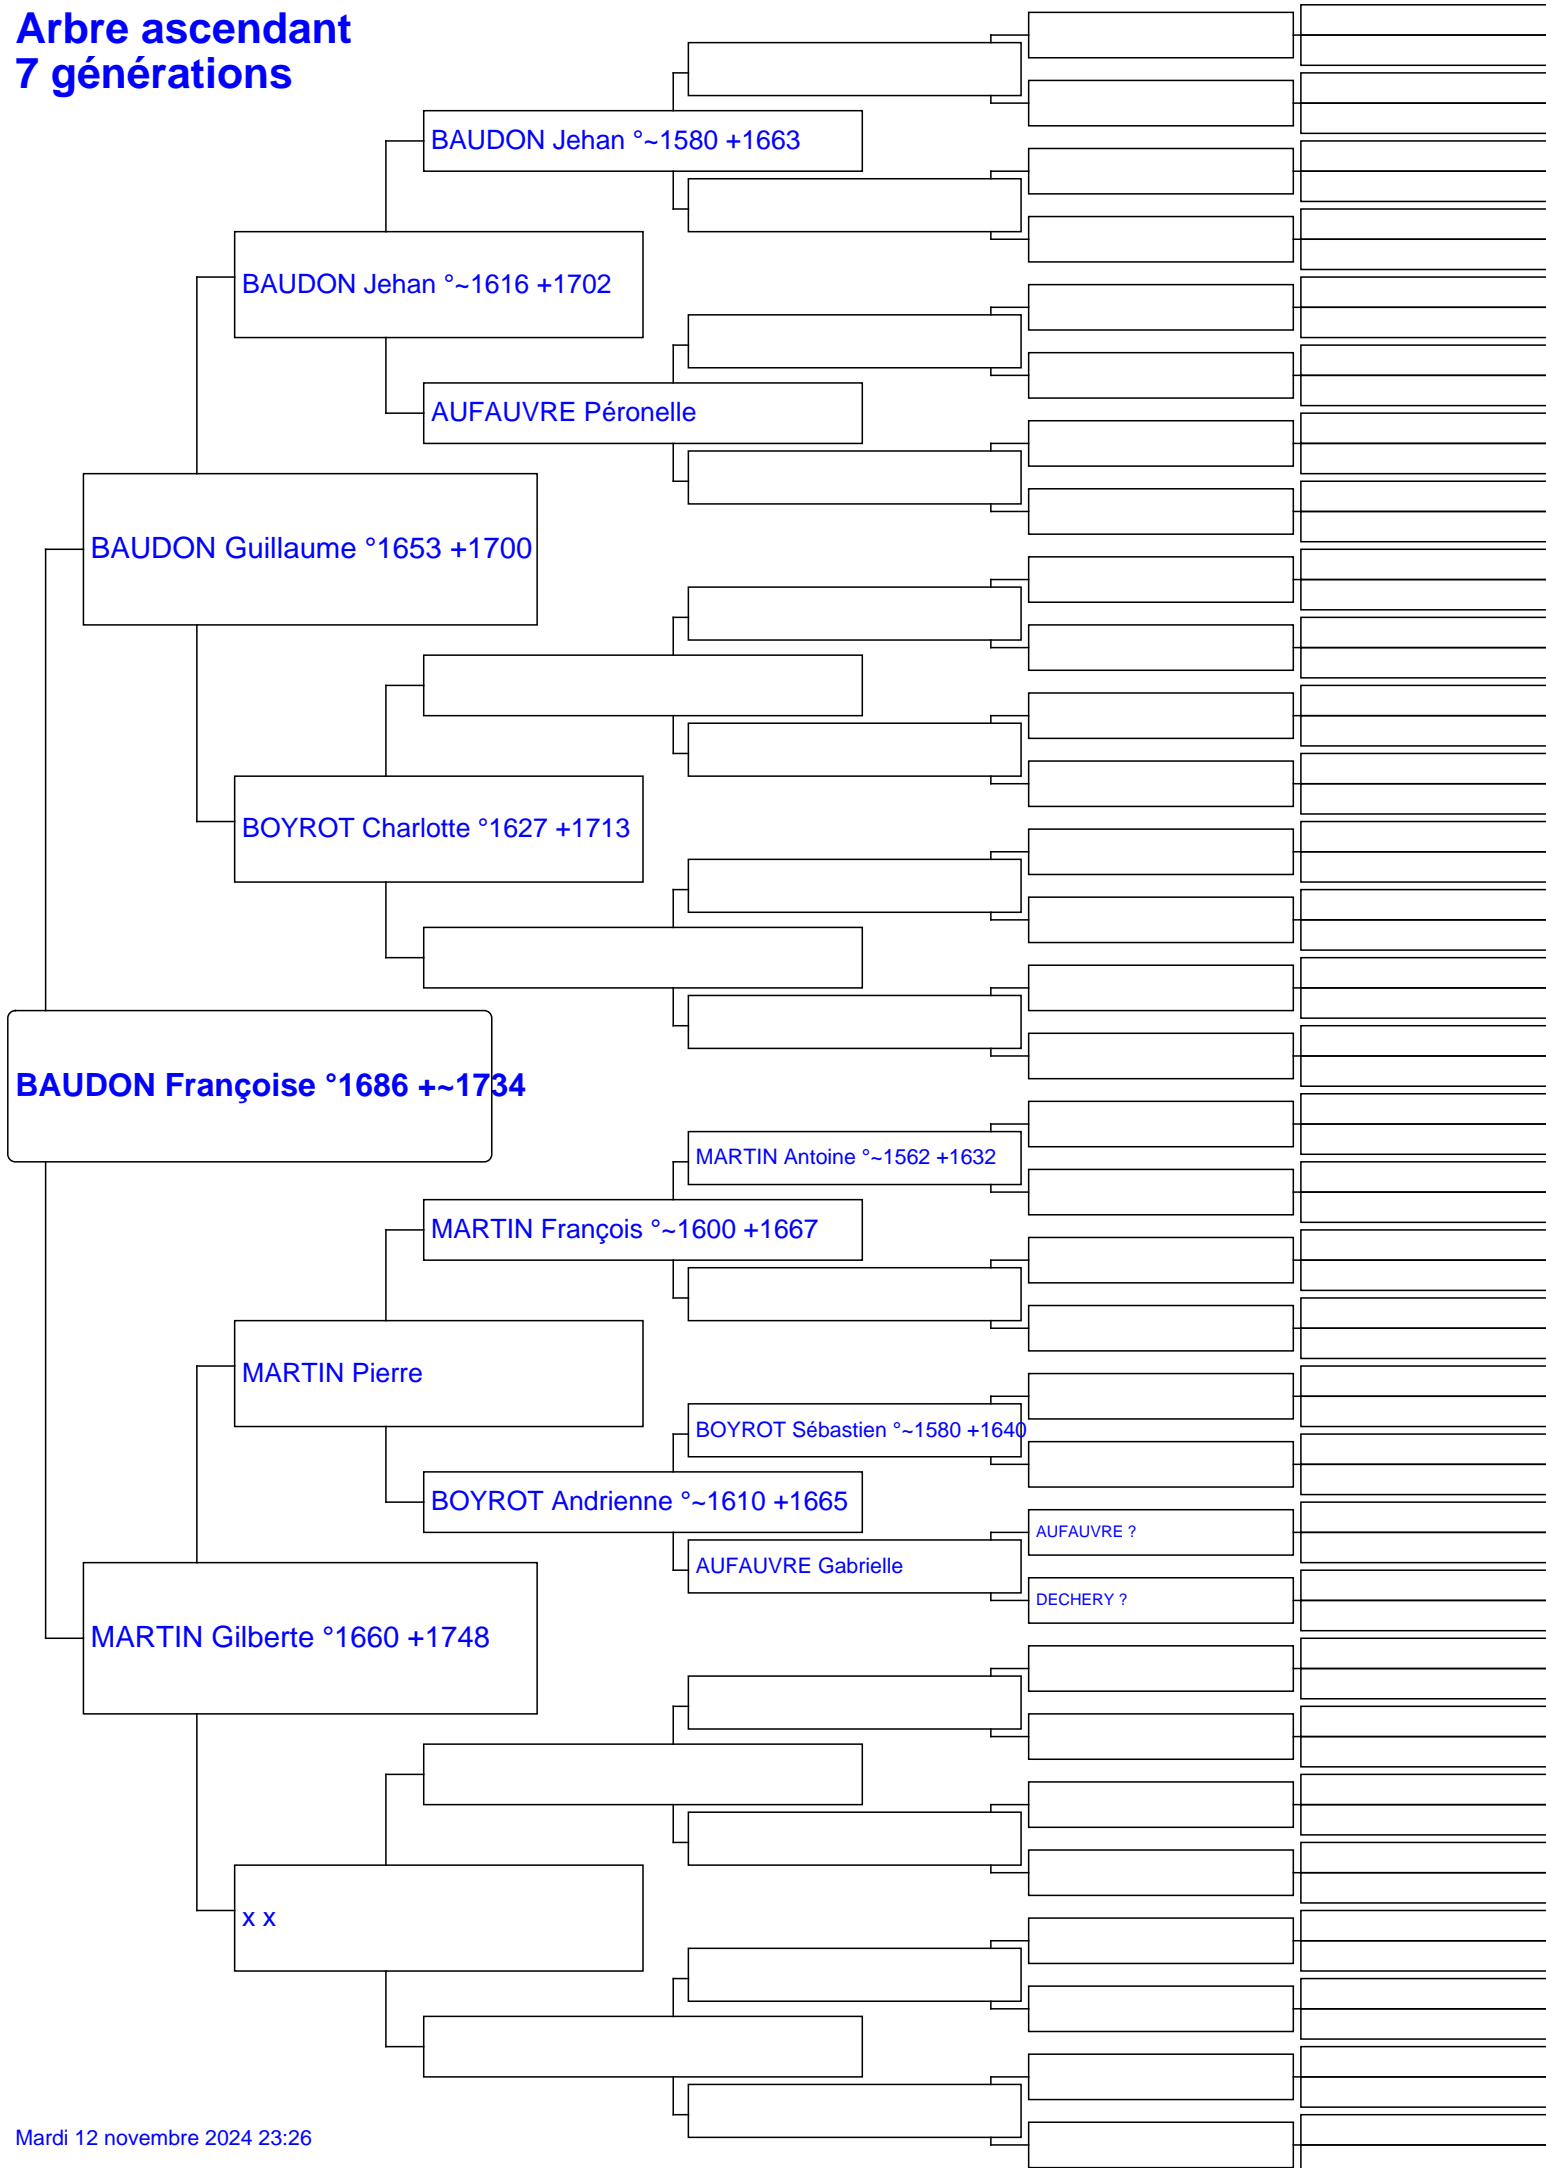 Arbre ascendant
7 générations
BAUDON Jehan °~1580 +1663
BAUDON Jehan °~1616 +1702
AUFAUVRE Péronelle
BAUDON Guillaume °1653 +1700
BOYROT Charlotte °1627 +1713
BAUDON Françoise °1686 +~1734
MARTIN Antoine °~1562 +1632
MARTIN François °~1600 +1667
MARTIN Pierre
BOYROT Sébastien °~1580 +1640
BOYROT Andrienne °~1610 +1665
AUFAUVRE ?
AUFAUVRE Gabrielle
DECHERY ?
MARTIN Gilberte °1660 +1748
x x
Mardi 12 novembre 2024 23:26